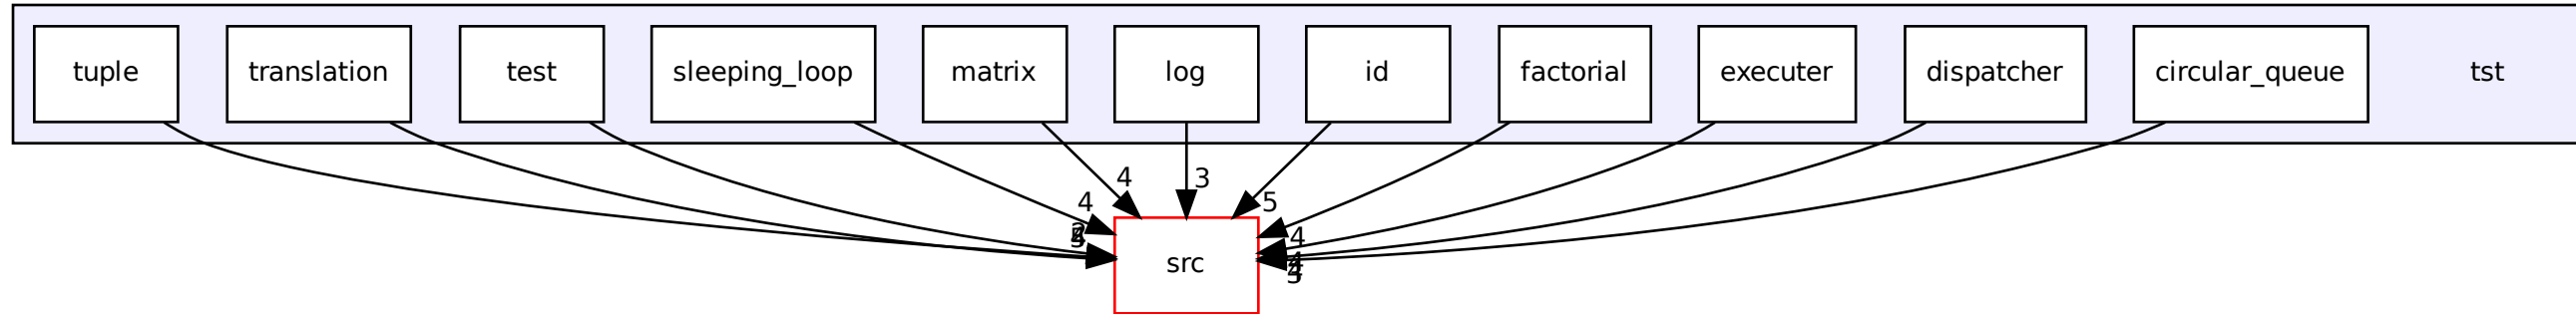 tuple
translation
test
sleeping_loop
matrix
log
id
factorial
executer
dispatcher
circular_queue
tst
4
3
4
5
4
src